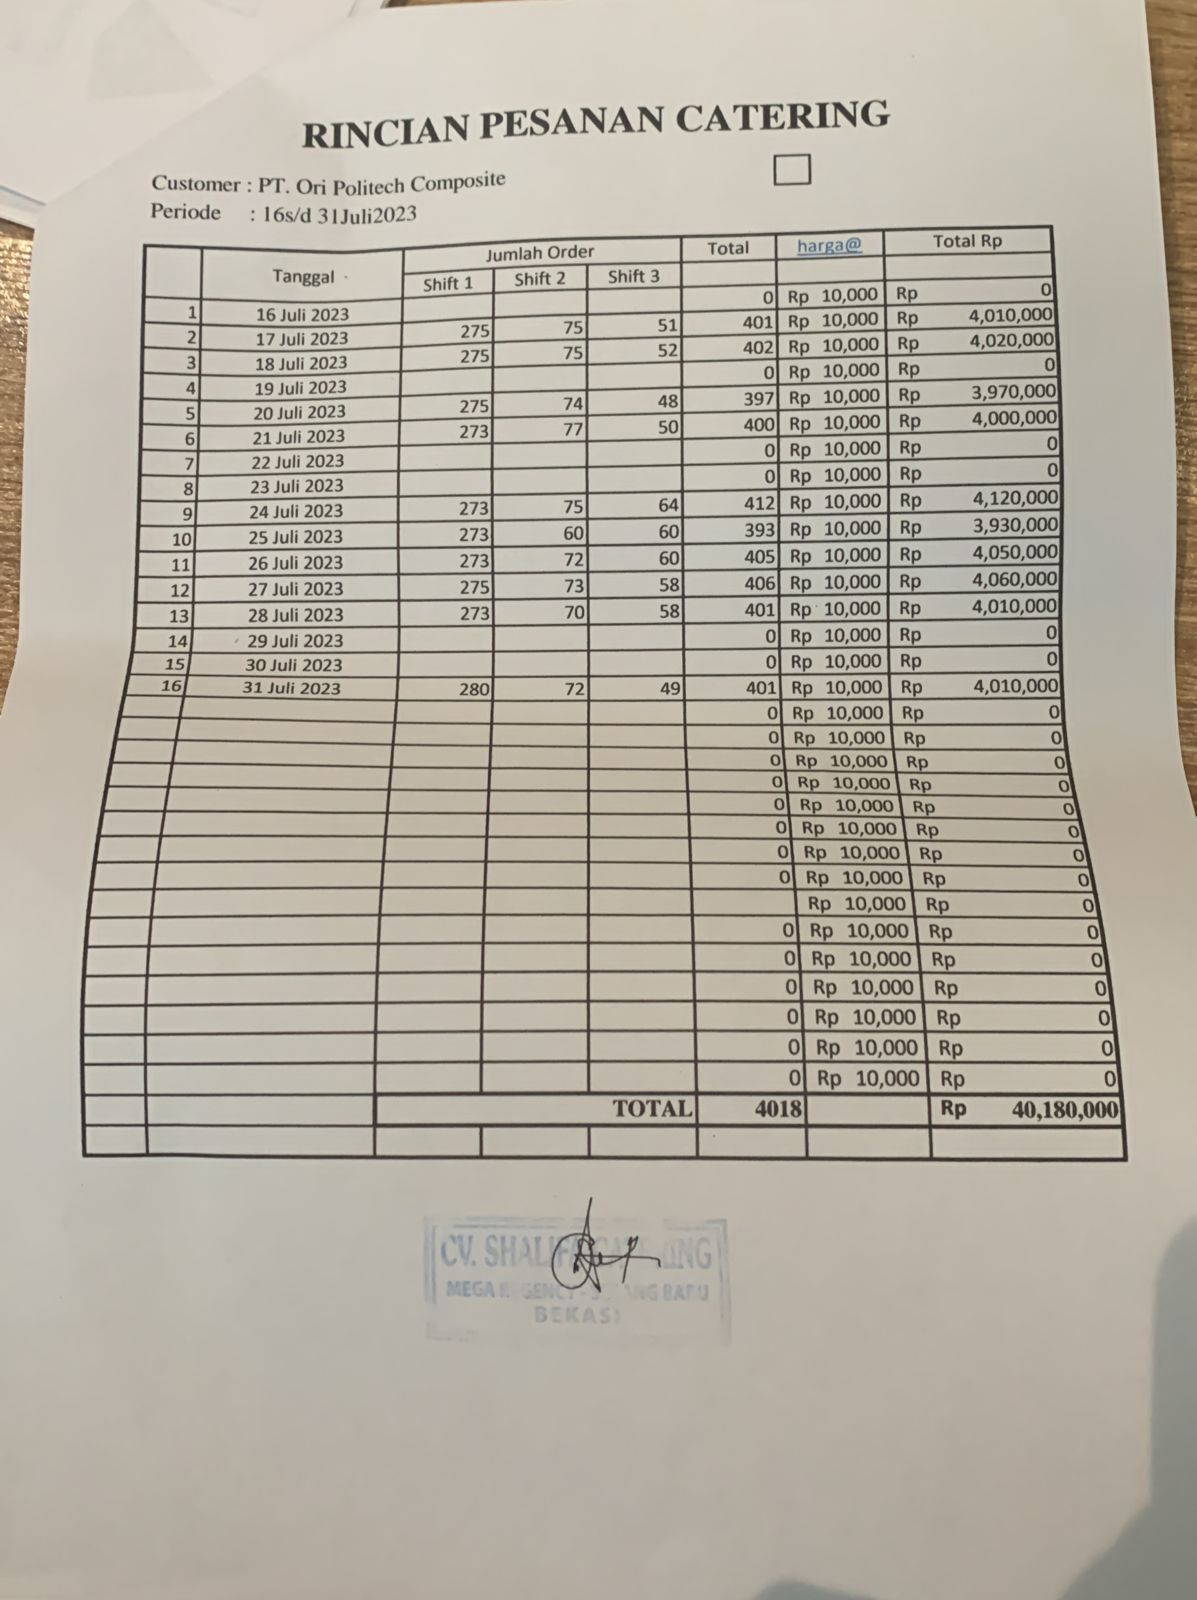 RINCIAN PESANAN CATERING
Customer : PT. Ori Politech Composite
Periode : 16s/d 31Juli2023
Tanggal Jumlah Order Total harga@ Total Rp
Shift 1 Shift 2 Shift 3
1 16 Juli 2023 0 Rp 10,000 Rp 0
2 17 Juli 2023 275 75 51 401 Rp 10,000 Rp 4,010,000
3 18 Juli 2023 275 75 52 402 Rp 10,000 Rp 4,020,000
4 19 Juli 2023 0 Rp 10,000 Rp 0
5 20 Juli 2023 275 74 48 397 Rp 10,000 Rp 3,970,000
6 21 Juli 2023 273 77 50 400 Rp 10,000 Rp 4,000,000
7 22 Juli 2023 0 Rp 10,000 Rp 0
8 23 Juli 2023 0 Rp 10,000 Rp 0
9 24 Juli 2023 273 75 64 412 Rp 10,000 Rp 4,120,000
10 25 Juli 2023 273 60 60 393 Rp 10,000 Rp 3,930,000
11 26 Juli 2023 273 72 60 405 Rp 10,000 Rp 4,050,000
12 27 Juli 2023 275 73 58 406 Rp 10,000 Rp 4,060,000
13 28 Juli 2023 273 70 58 401 Rp 10,000 Rp 4,010,000
14 29 Juli 2023 0 Rp 10,000 Rp 0
15 30 Juli 2023 0 Rp 10,000 Rp 0
16 31 Juli 2023 280 72 49 401 Rp 10,000 Rp 4,010,000
0 Rp 10,000 Rp 0
0 Rp 10,000 Rp 0
0 Rp 10,000 Rp 0
0 Rp 10,000 Rp 0
0 Rp 10,000 Rp 0
0 Rp 10,000 Rp 0
0 Rp 10,000 Rp 0
0 Rp 10,000 Rp 0
Rp 10,000 Rp 0
0 Rp 10,000 Rp 0
0 Rp 10,000 Rp 0
0 Rp 10,000 Rp 0
0 Rp 10,000 Rp 0
0 Rp 10,000 Rp 0
0 Rp 10,000 Rp 0
TOTAL 4018 Rp 40,180,000
CV.
MEGA
BEKASI